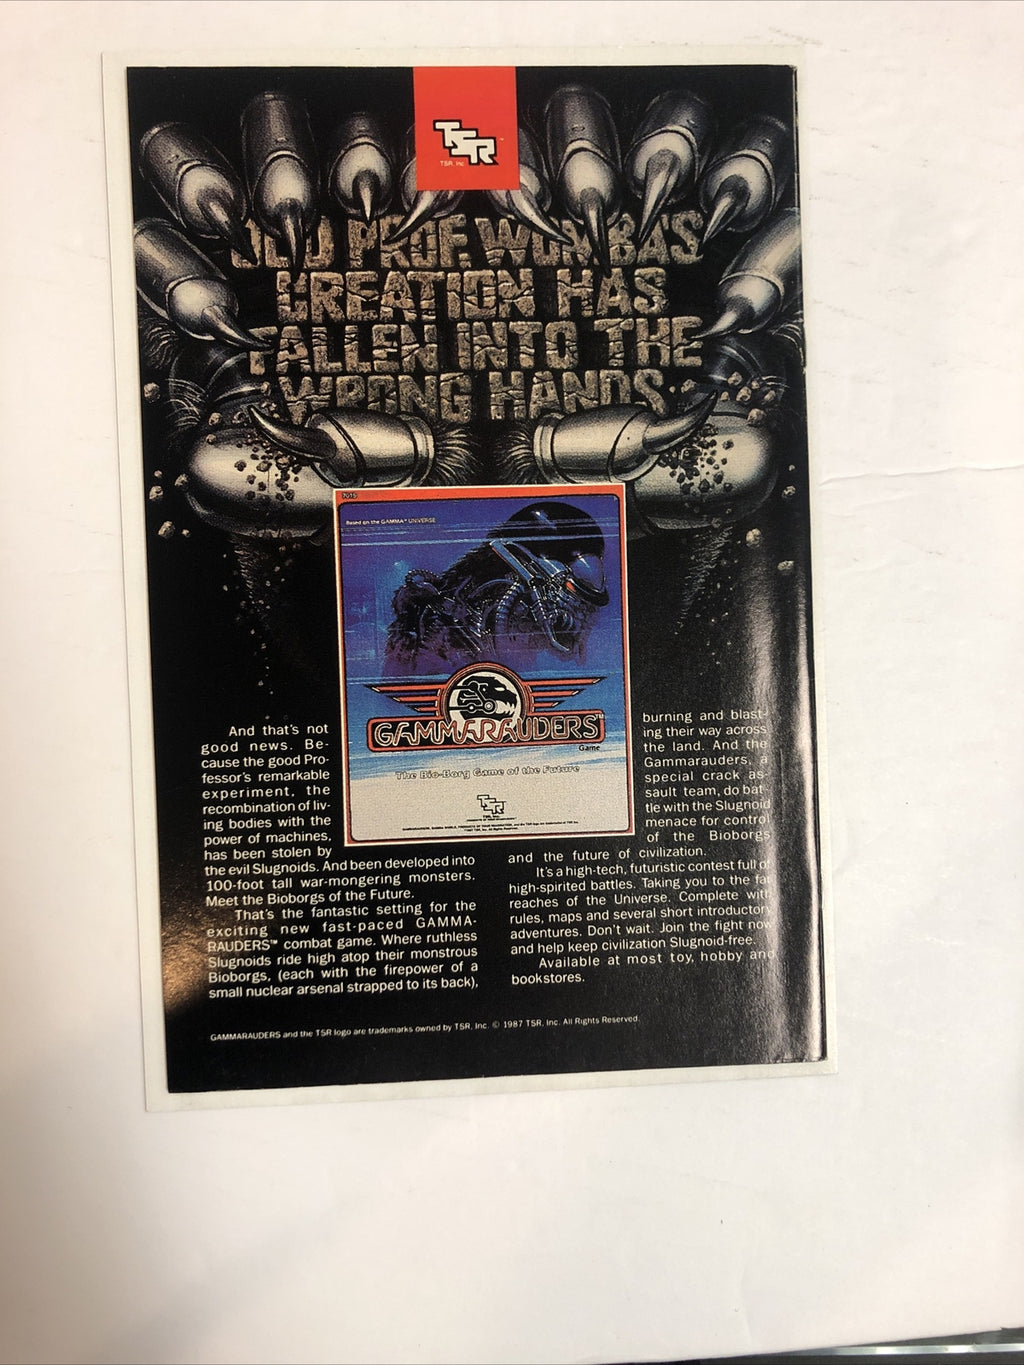 TSR™
TSR, Inc.
OLD PROF. WOMBAS
CREATION HAS
FALLEN INTO THE
WRONG HANDS.
7015
Based on the GAMMA™ UNIVERSE
GAMMARAUDERS™
Game
The Bio-Borg Game of the Future
TSR, Inc.
And that's not
good news. Be-
cause the good Pro-
fessor's remarkable
experiment, the
recombination of liv-
ing bodies with the
power of machines,
has been stolen by
the evil Slugnoids. And been developed into
100-foot tall war-mongering monsters.
Meet the Bioborgs of the Future.
That's the fantastic setting for the
exciting new fast-paced GAMMA-
RAUDERS™ combat game. Where ruthless
Slugnoids ride high atop their monstrous
Bioborgs, (each with the firepower of a
small nuclear arsenal strapped to its back),
burning and blast-
ing their way across
the land. And the
Gammarauders, a
special crack as-
sault team, do bat-
tle with the Slugnoid
menace for control
of the Bioborgs
and the future of civilization.
It's a high-tech, futuristic contest full of
high-spirited battles. Taking you to the far
reaches of the Universe. Complete with
rules, maps and several short introductory
adventures. Don't wait. Join the fight now
and help keep civilization Slugnoid-free.
Available at most toy, hobby and
bookstores.
GAMMARAUDERS and the TSR logo are trademarks owned by TSR, Inc. © 1987 TSR, Inc. All Rights Reserved.